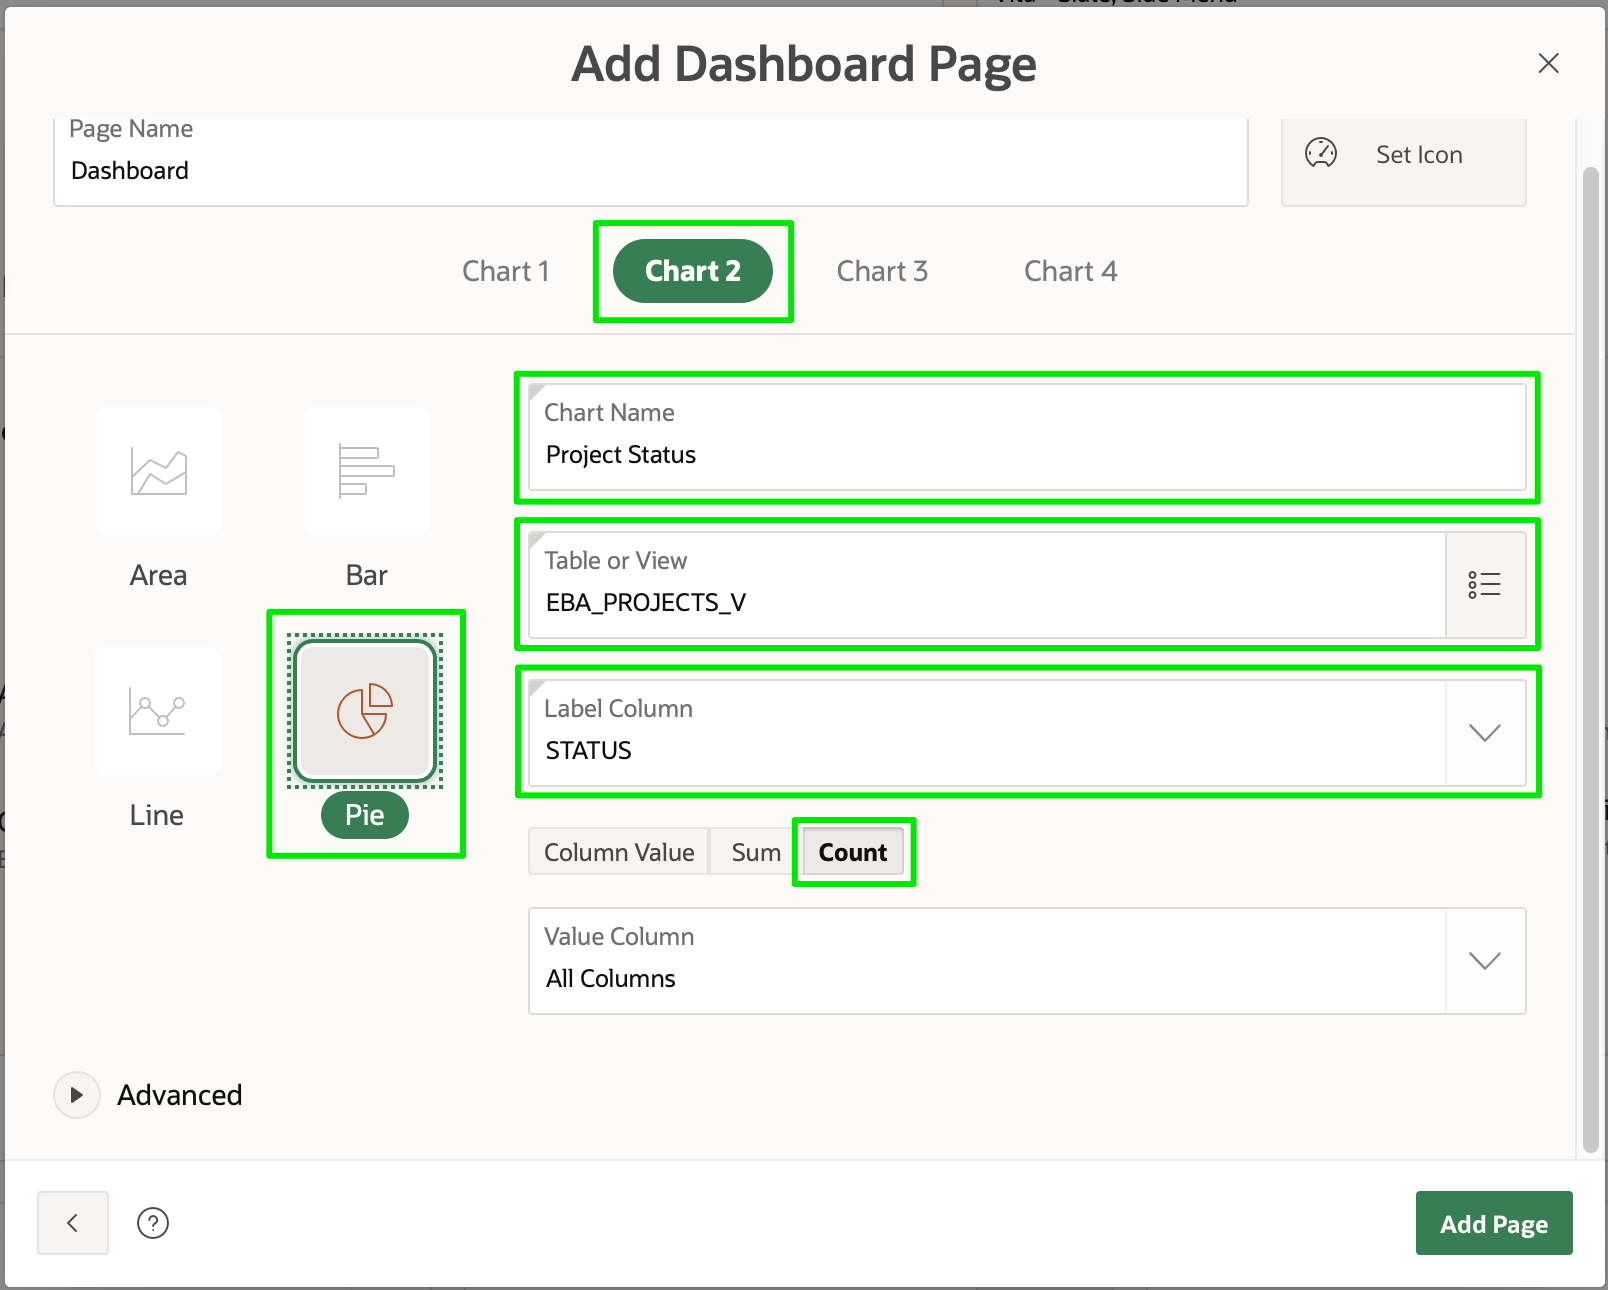 Add Dashboard Page
Page Name
Dashboard
Set Icon
Chart 1
Chart 2
Chart 3
Chart 4
Chart Name
Project Status
Area
Bar
Table or View
EBA_PROJECTS_V
Line
Pie
Label Column
STATUS
Column Value
Sum
Count
Value Column
All Columns
Advanced
?
Add Page